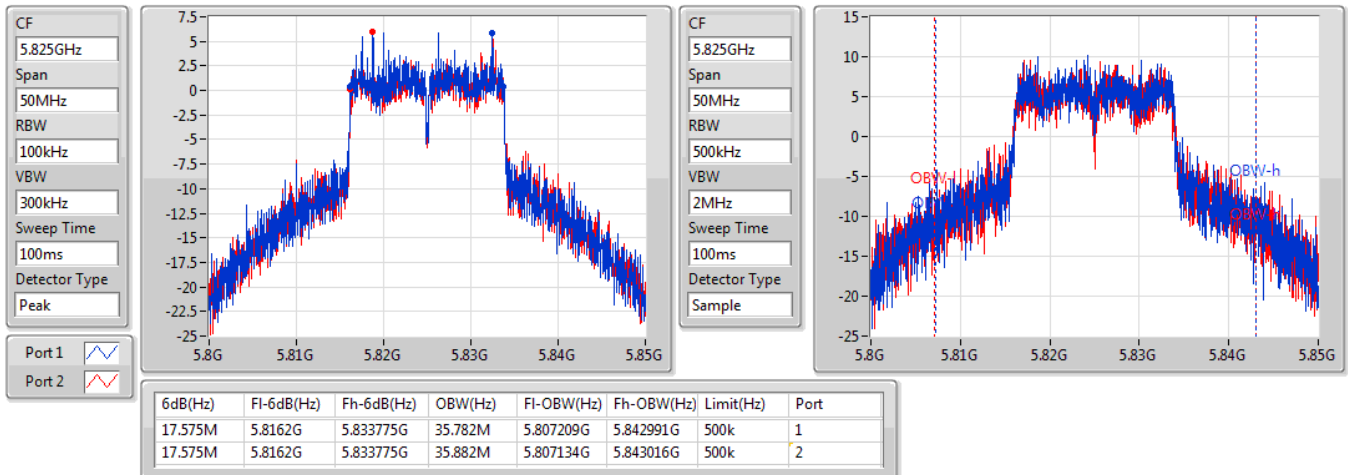 CF
5.825GHz
Span
50MHz
RBW
100kHz
VBW
300kHz
Sweep Time
100ms
Detector Type
Peak
Port 1
Port 2
7.5
5
2.5
0
-2.5
-5
-7.5
-10
-12.5
-15
-17.5
-20
-22.5
-25
5.8G 5.81G 5.82G 5.83G 5.84G 5.85G
CF
5.825GHz
Span
50MHz
RBW
500kHz
VBW
2MHz
Sweep Time
100ms
Detector Type
Sample
15
10
5
0
-5
-10
-15
-20
-25
OBW-h
5.8G 5.81G 5.82G 5.83G 5.84G 5.85G
6dB(Hz) Fl-6dB(Hz) Fh-6dB(Hz) OBW(Hz) Fl-OBW(Hz) Fh-OBW(Hz) Limit(Hz) Port
17.575M 5.8162G 5.833775G 35.782M 5.807209G 5.842991G 500k 1
17.575M 5.8162G 5.833775G 35.882M 5.807134G 5.843016G 500k 2